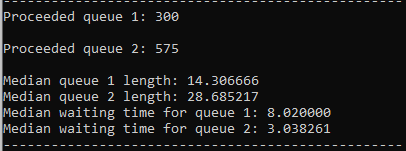 Proceeded queue 1: 300
Proceeded queue 2: 575
Median queue 1 length: 14.306666
Median queue 2 length: 28.685217
Median waiting time for queue 1: 8.020000
Median waiting time for queue 2: 3.038261